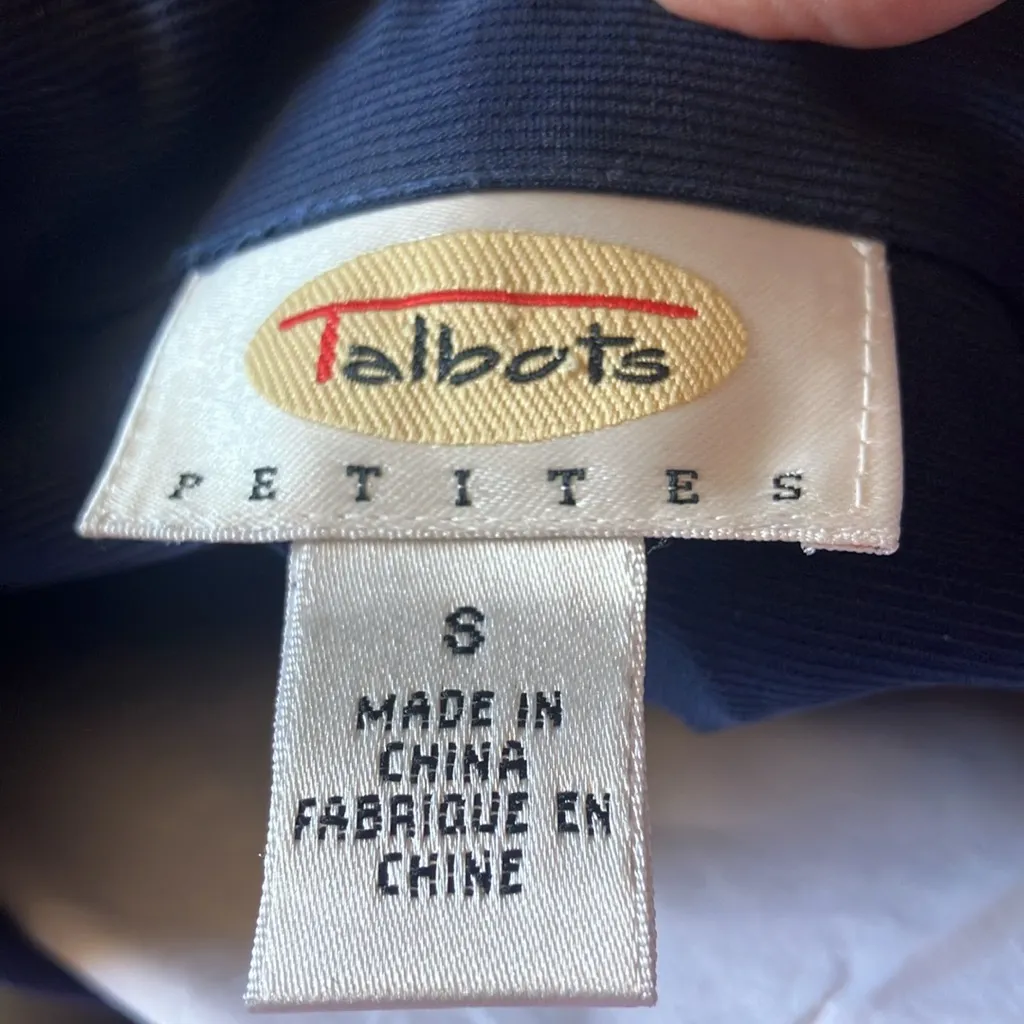 Talbots
PETITES
S
MADE IN
CHINA
FABRIQUE EN
CHINE